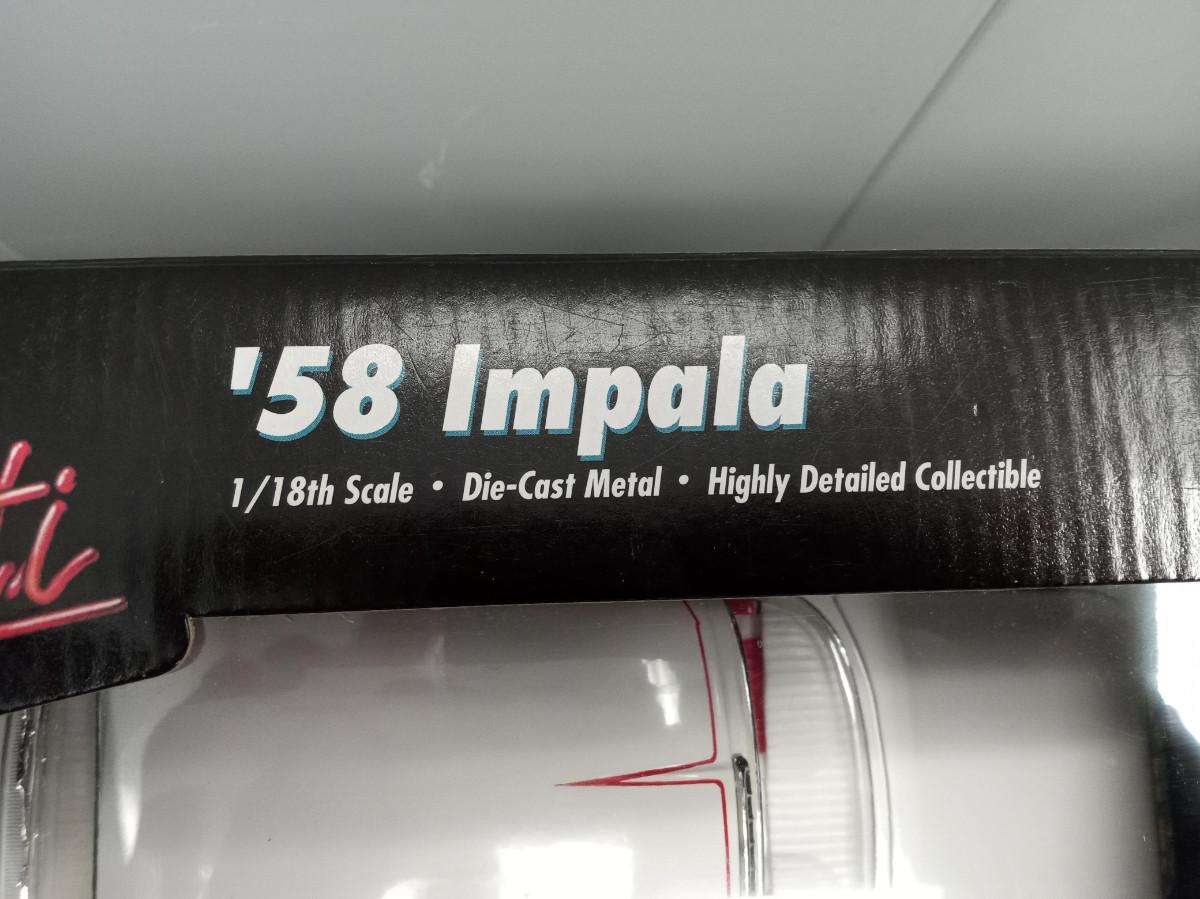 '58 Impala
1/18th Scale • Die-Cast Metal • Highly Detailed Collectible